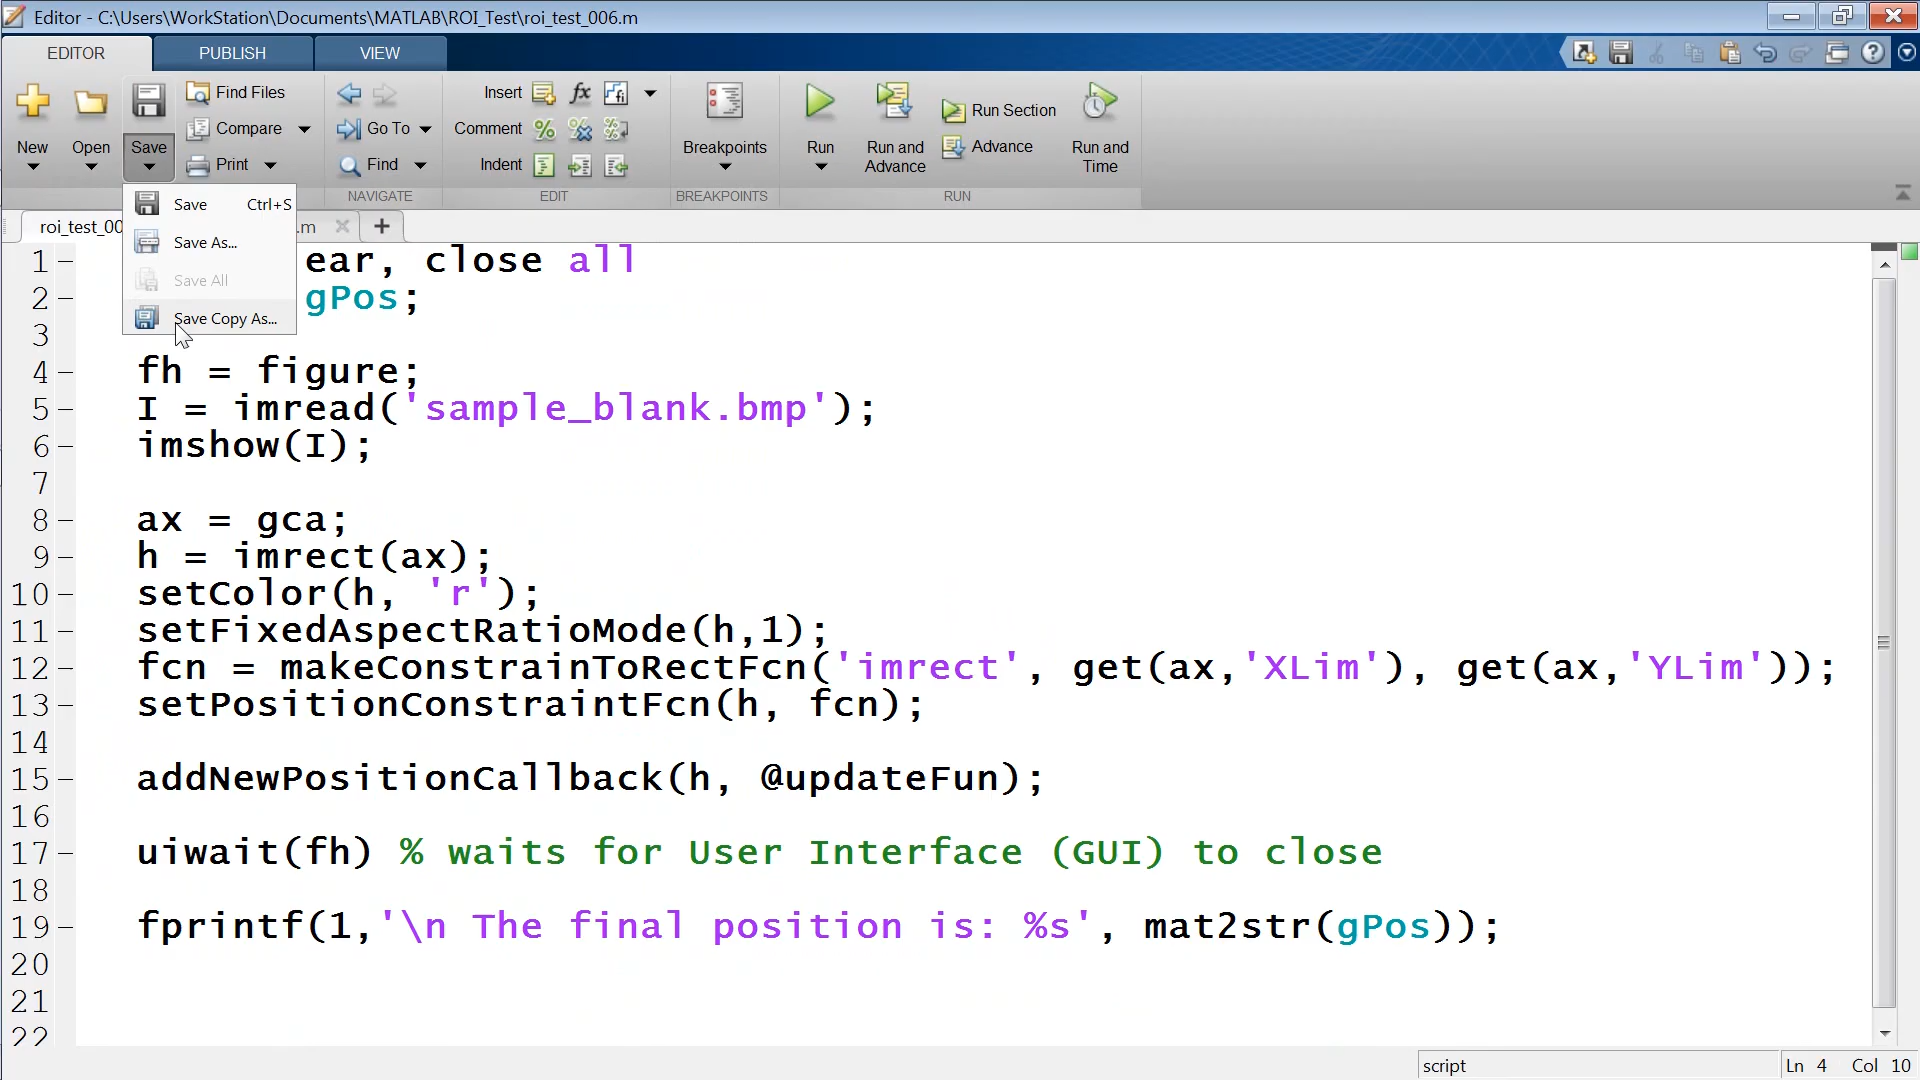 Editor - C:\Users\WorkStation\Documents\MATLAB\ROI_Test\roi_test_006.m
EDITOR
PUBLISH
VIEW
New
Open
Save
Find Files
Compare
Print
Go To
Find
NAVIGATE
Insert
Comment
Indent
EDIT
Breakpoints
BREAKPOINTS
Run
Run and
Advance
Run Section
Advance
Run and
Time
RUN
Save Ctrl+S
Save As...
Save All
Save Copy As...
roi_test_00
.m
1 ear, close all
2 gPos;
3
4 fh = figure;
5 I = imread('sample_blank.bmp');
6 imshow(I);
7
8 ax = gca;
9 h = imrect(ax);
10 setColor(h, 'r');
11 setFixedAspectRatioMode(h,1);
12 fcn = makeConstrainToRectFcn('imrect', get(ax,'XLim'), get(ax,'YLim'));
13 setPositionConstraintFcn(h, fcn);
14
15 addNewPositionCallback(h, @updateFun);
16
17 uiwait(fh) % waits for User Interface (GUI) to close
18
19 fprintf(1,'\n The final position is: %s', mat2str(gPos));
20
21
22
script
Ln 4 Col 10